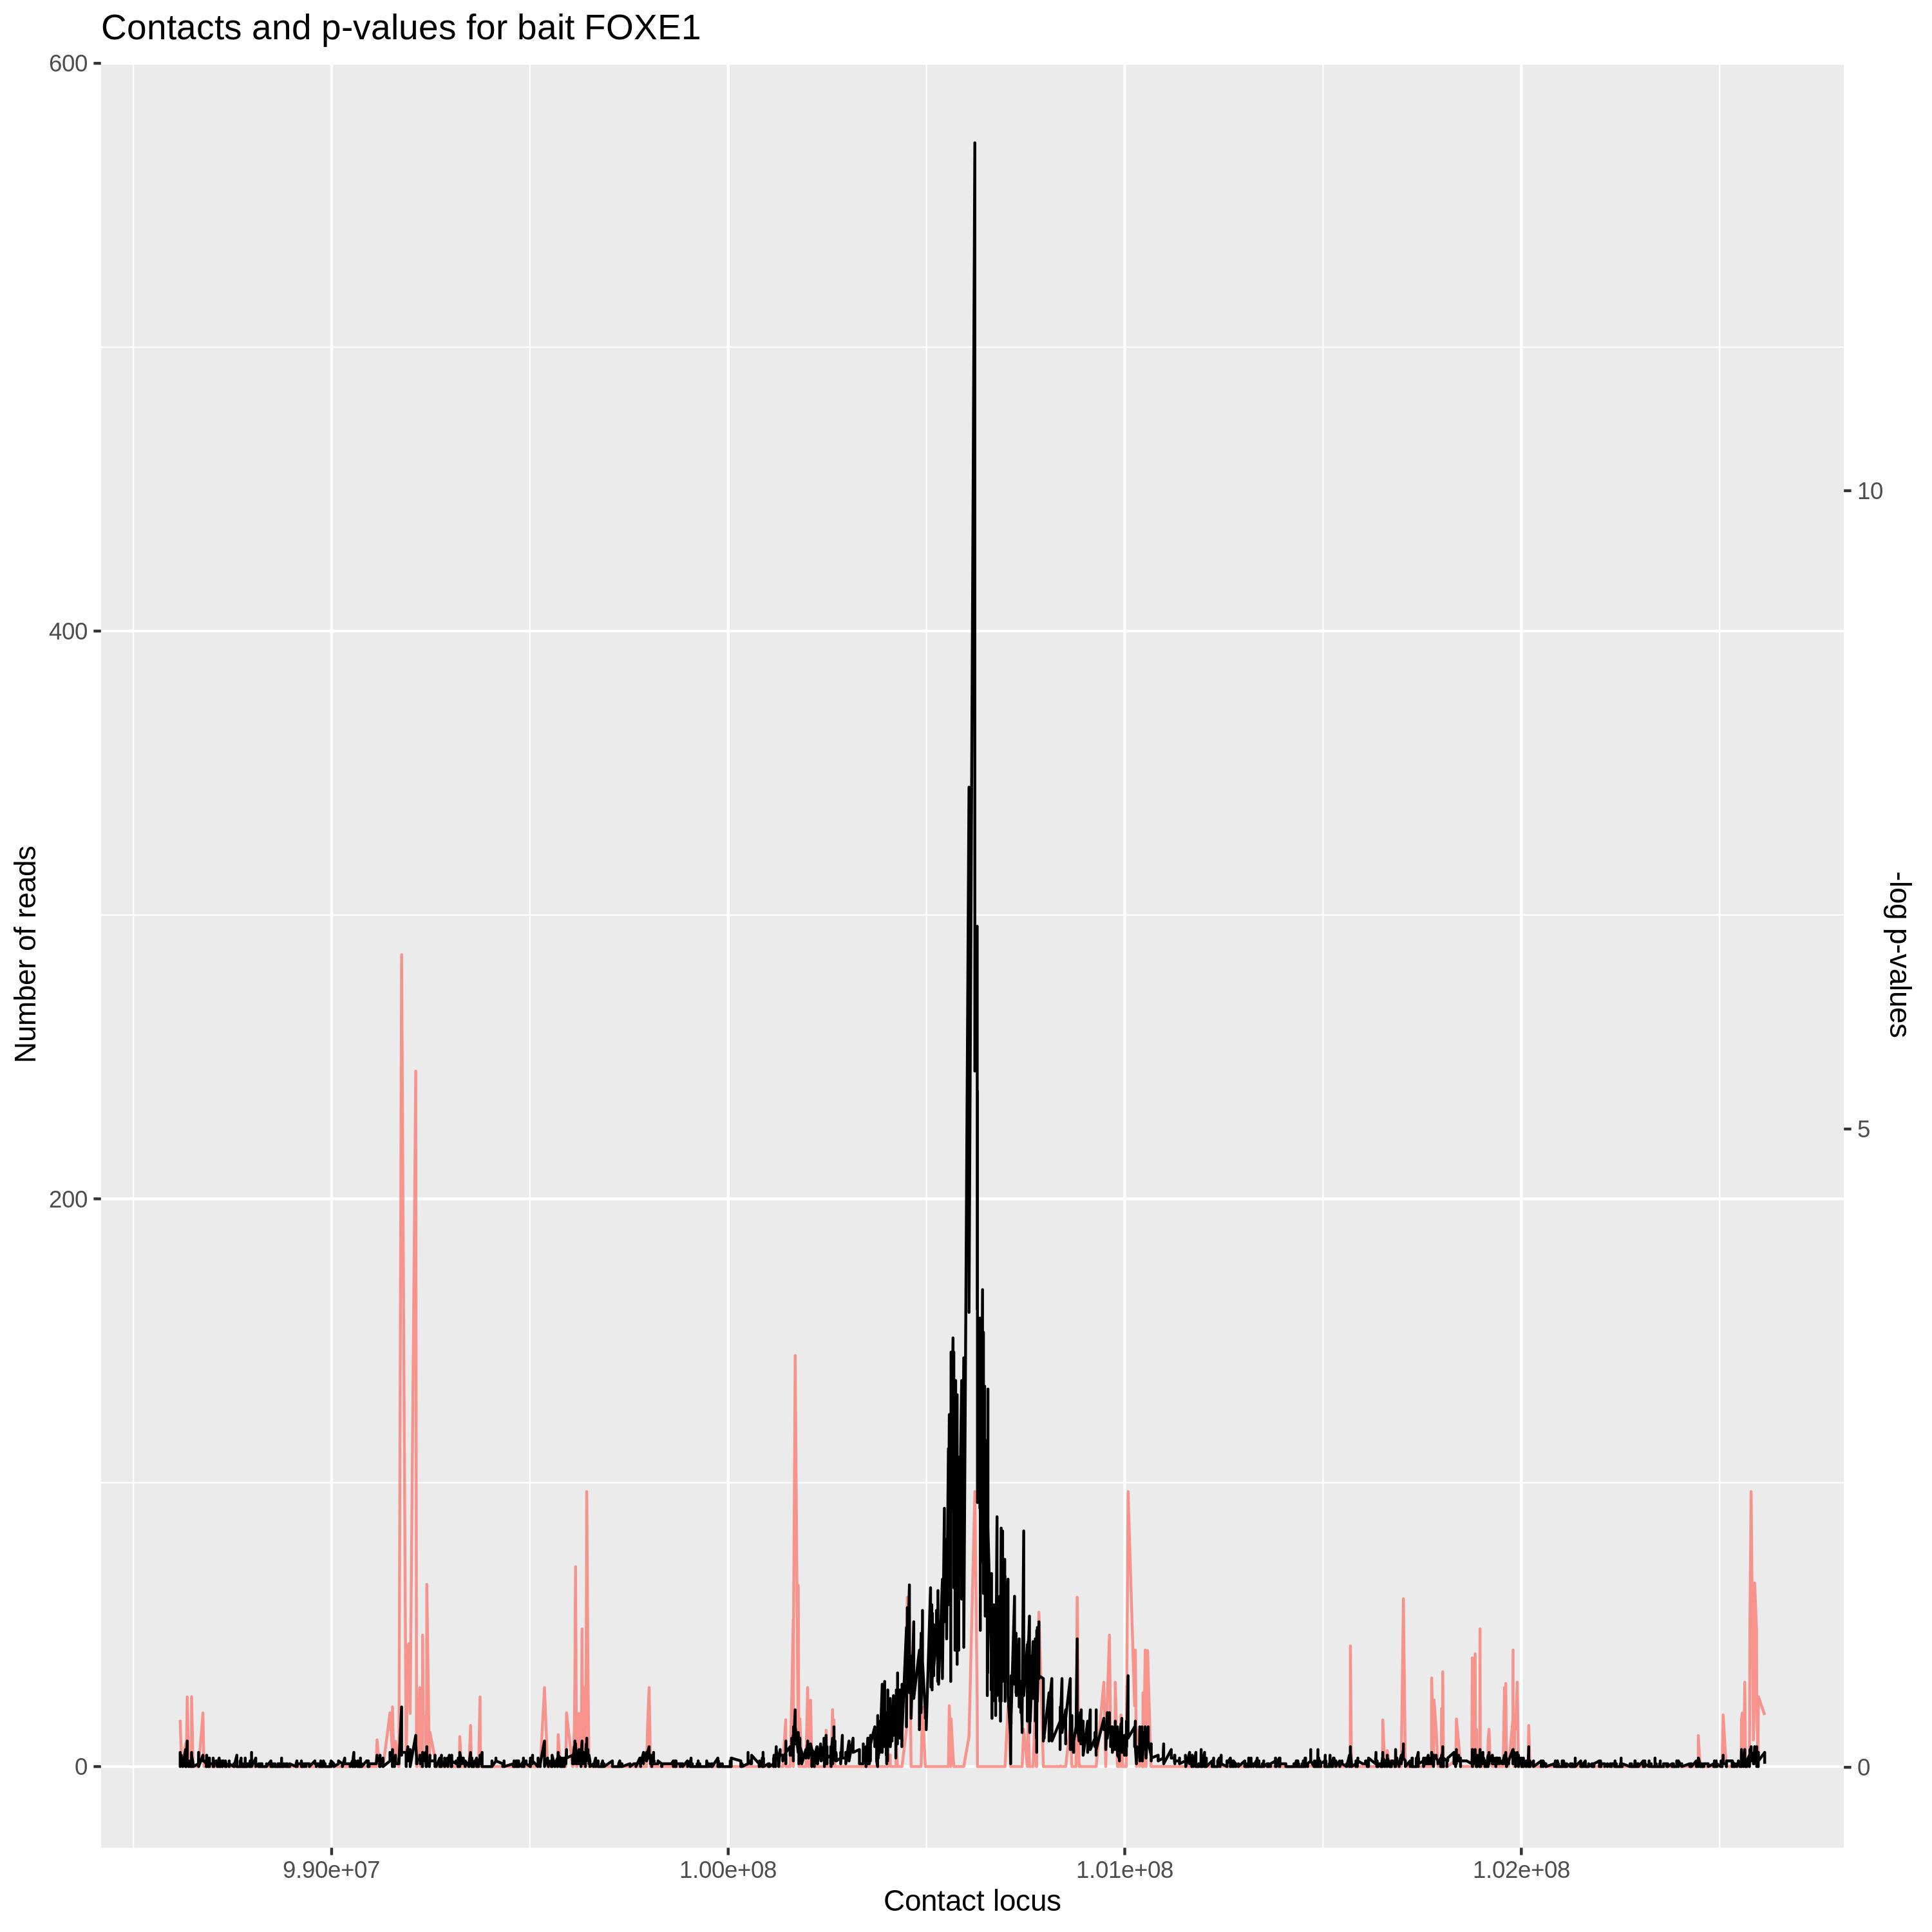 Contacts and p-values for bait FOXE1
600
400
200
0
Number of reads
10
5
0
-log p-values
9.90e+07
1.00e+08
1.01e+08
1.02e+08
Contact locus